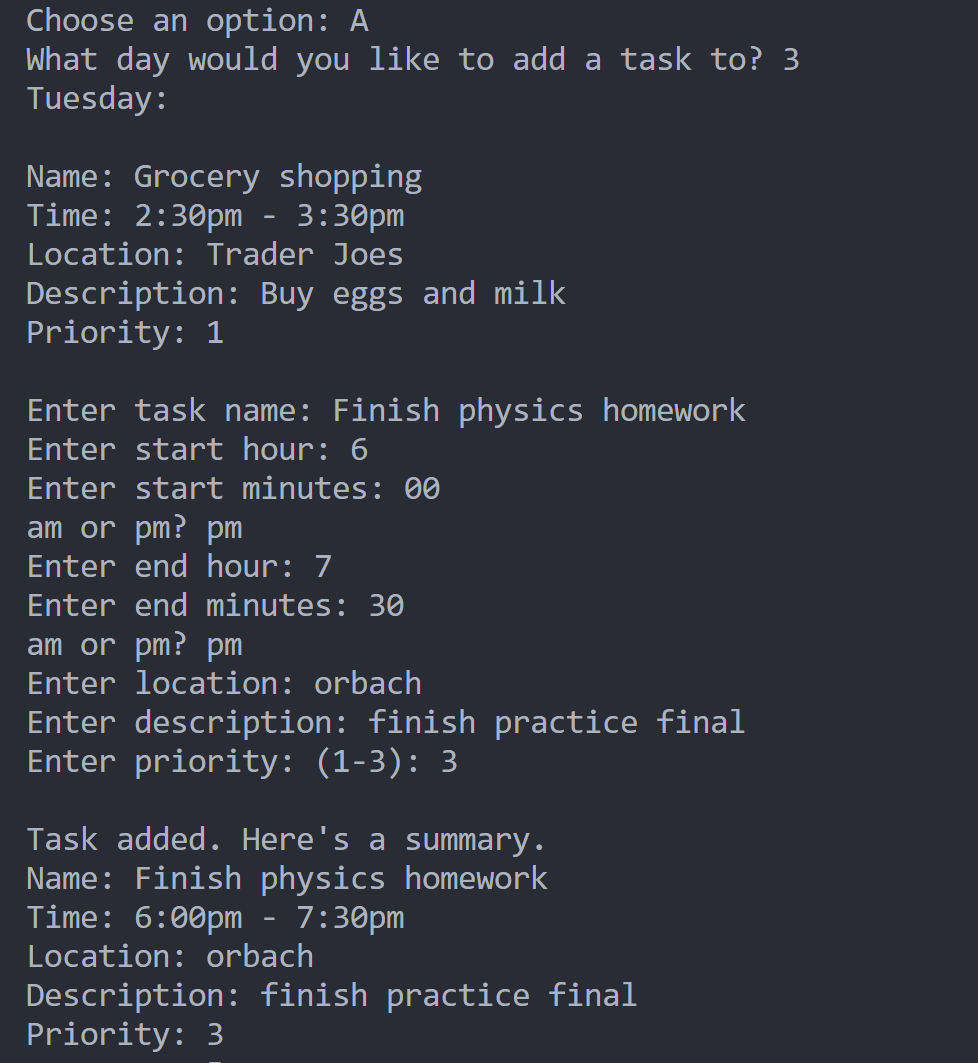 Choose an option: A
What day would you like to add a task to? 3
Tuesday:
Name: Grocery shopping
Time: 2:30pm - 3:30pm
Location: Trader Joes
Description: Buy eggs and milk
Priority: 1
Enter task name: Finish physics homework
Enter start hour: 6
Enter start minutes: 00
am or pm? pm
Enter end hour: 7
Enter end minutes: 30
am or pm? pm
Enter location: orbach
Enter description: finish practice final
Enter priority: (1-3): 3
Task added. Here's a summary.
Name: Finish physics homework
Time: 6:00pm - 7:30pm
Location: orbach
Description: finish practice final
Priority: 3